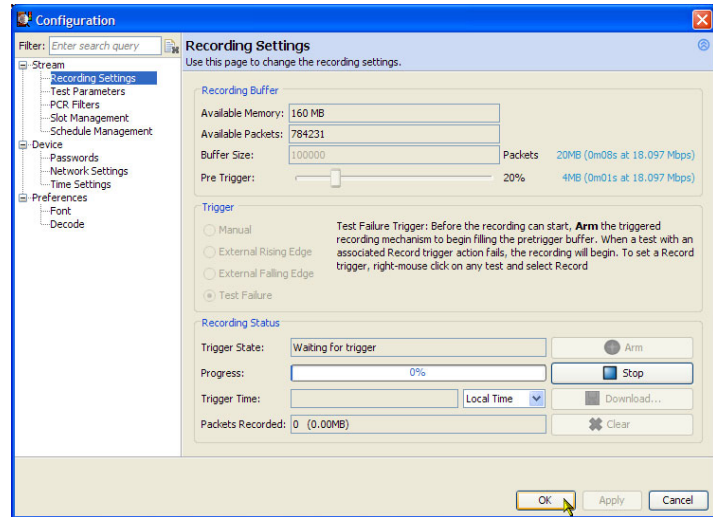 Configuration
Filter: Enter search query
Stream
Recording Settings
Test Parameters
PCR Filters
Slot Management
Schedule Management
Device
Passwords
Network Settings
Time Settings
Preferences
Font
Decode
Recording Settings
Use this page to change the recording settings.
Recording Buffer
Available Memory: 160 MB
Available Packets: 784231
Buffer Size: 100000 Packets 20MB (0m08s at 18.097 Mbps)
Pre Trigger: 20% 4MB (0m01s at 18.097 Mbps)
Trigger
Manual
External Rising Edge
External Falling Edge
Test Failure
Test Failure Trigger: Before the recording can start, Arm the triggered
recording mechanism to begin filling the pretrigger buffer. When a test with an
associated Record trigger action fails, the recording will begin. To set a Record
trigger, right-mouse click on any test and select Record
Recording Status
Trigger State: Waiting for trigger Arm
Progress: 0% Stop
Trigger Time: Local Time Download...
Packets Recorded: 0 (0.00MB) Clear
OK Apply Cancel